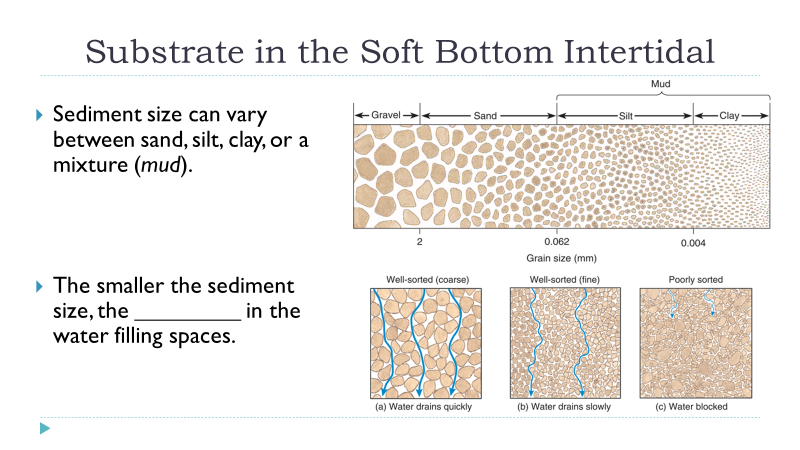 Substrate in the Soft Bottom Intertidal
Sediment size can vary
between sand, silt, clay, or a
mixture (mud).
The smaller the sediment
size, the _________ in the
water filling spaces.
Mud
Gravel Sand Silt Clay
2 0.062 0.004
Grain size (mm)
Well-sorted (coarse) Well-sorted (fine) Poorly sorted
(a) Water drains quickly (b) Water drains slowly (c) Water blocked